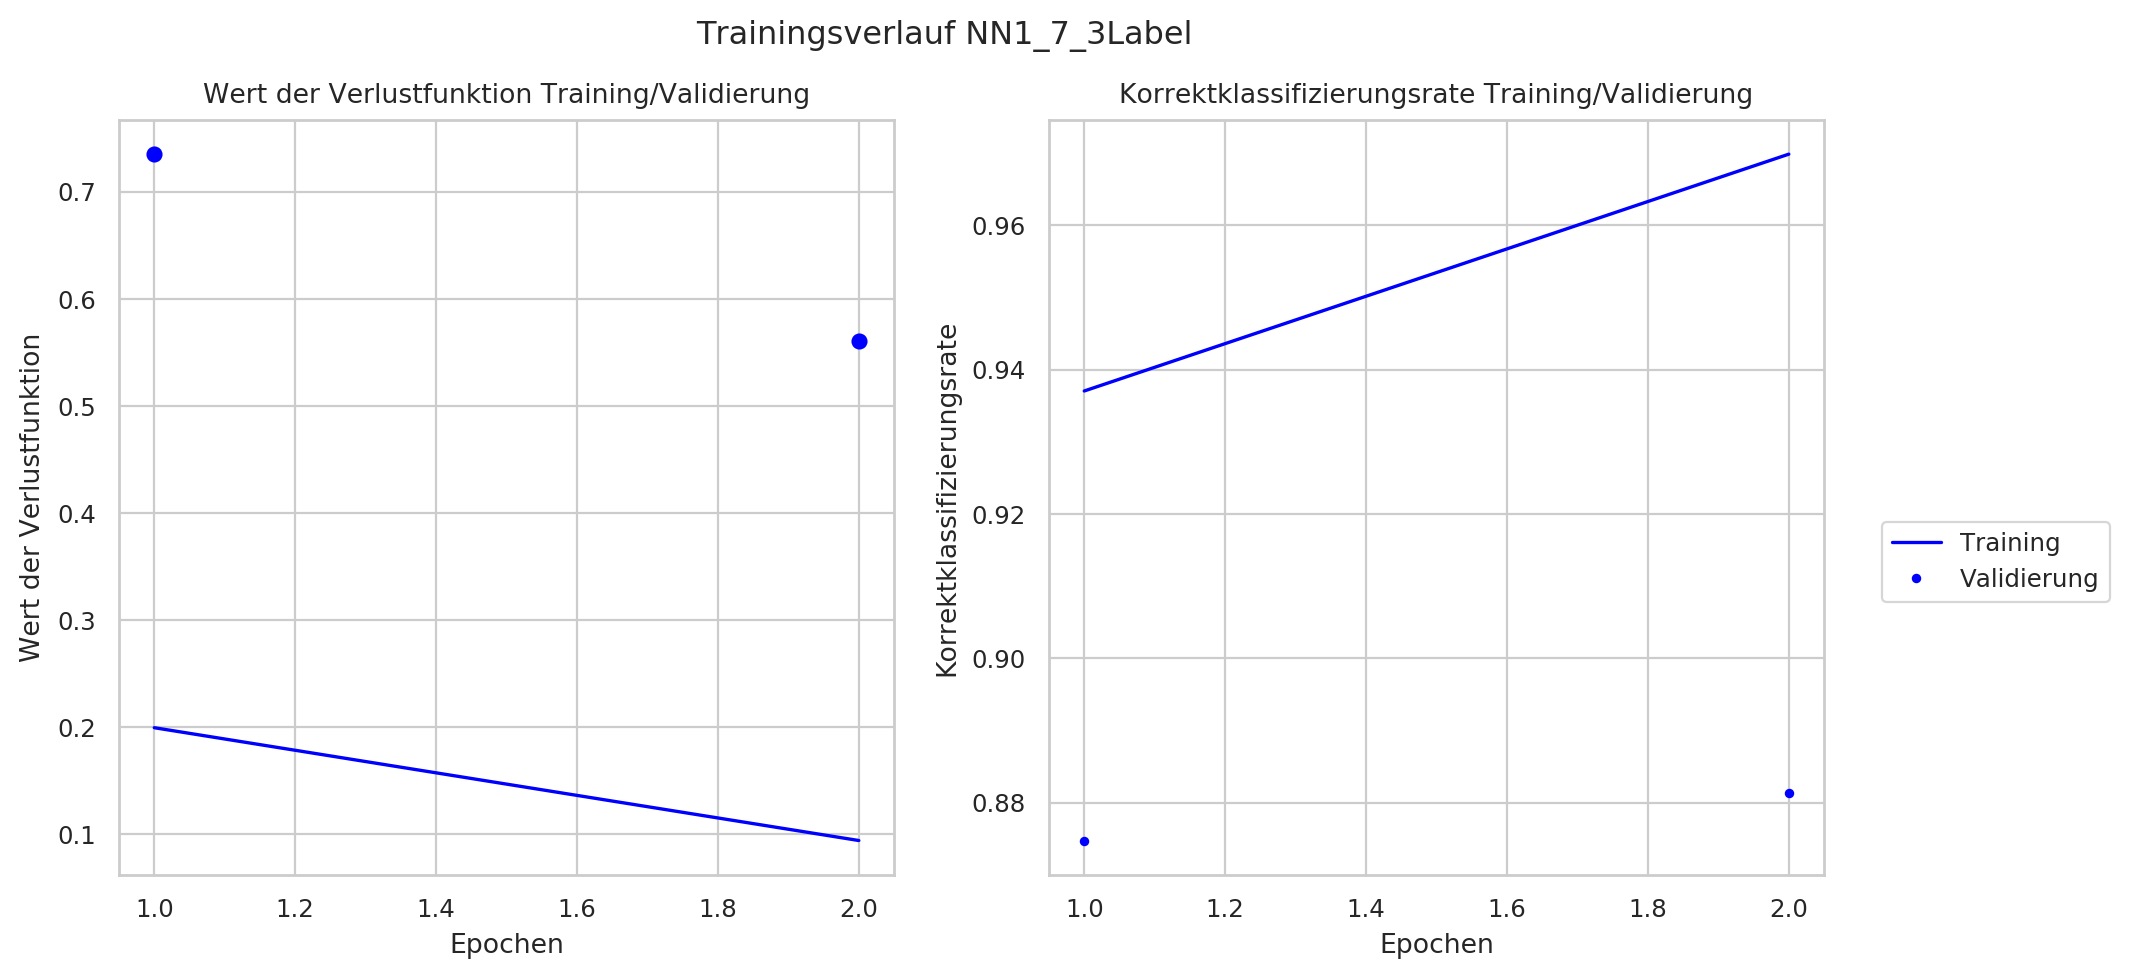 Trainingsverlauf NN1_7_3Label
Wert der Verlustfunktion Training/Validierung
Wert der Verlustfunktion
0.7
0.6
0.5
0.4
0.3
0.2
0.1
1.0 1.2 1.4 1.6 1.8 2.0
Epochen
Korrektklassifizierungsrate Training/Validierung
Korrektklassifizierungsrate
0.96
0.94
0.92
0.90
0.88
1.0 1.2 1.4 1.6 1.8 2.0
Epochen
Training
Validierung